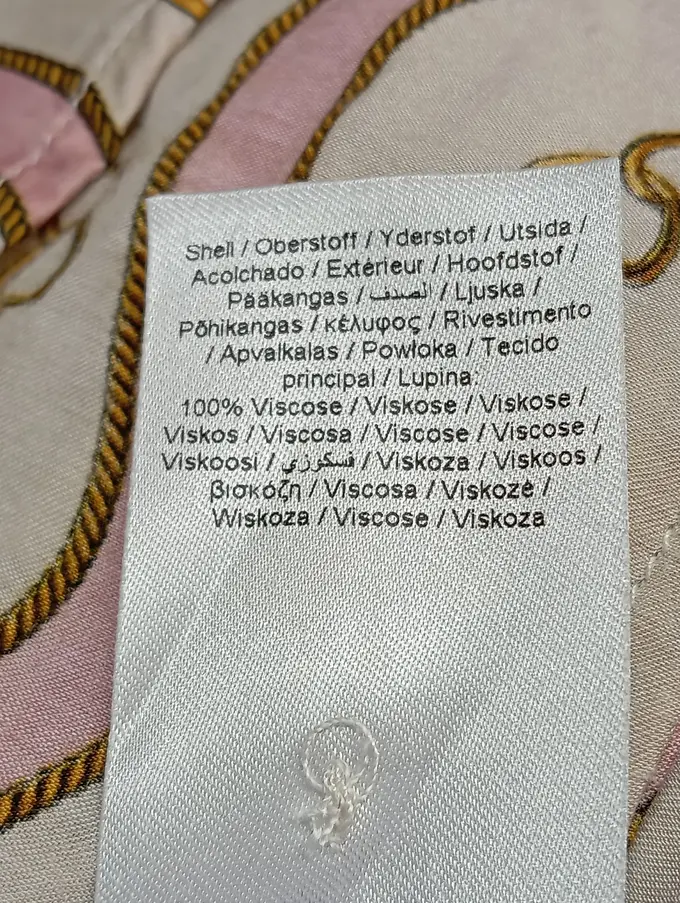 Shell / Oberstoff / Yderstof / Utsida /
Acolchado / Extérieur / Hoofdstof /
Pääkangas / الصدف / Ljuska /
Põhikangas / κέλυφος / Rivestimento
/ Apvalkalas / Powłoka / Tecido
principal / Lupina:
100% Viscose / Viskose / Viskose /
Viskos / Viscosa / Viscose / Viscose /
Viskoosi / فسكوزي / Viskoza / Viskoos /
βισκόζη / Viscosa / Viskozė /
Wiskoza / Viscose / Viskoza